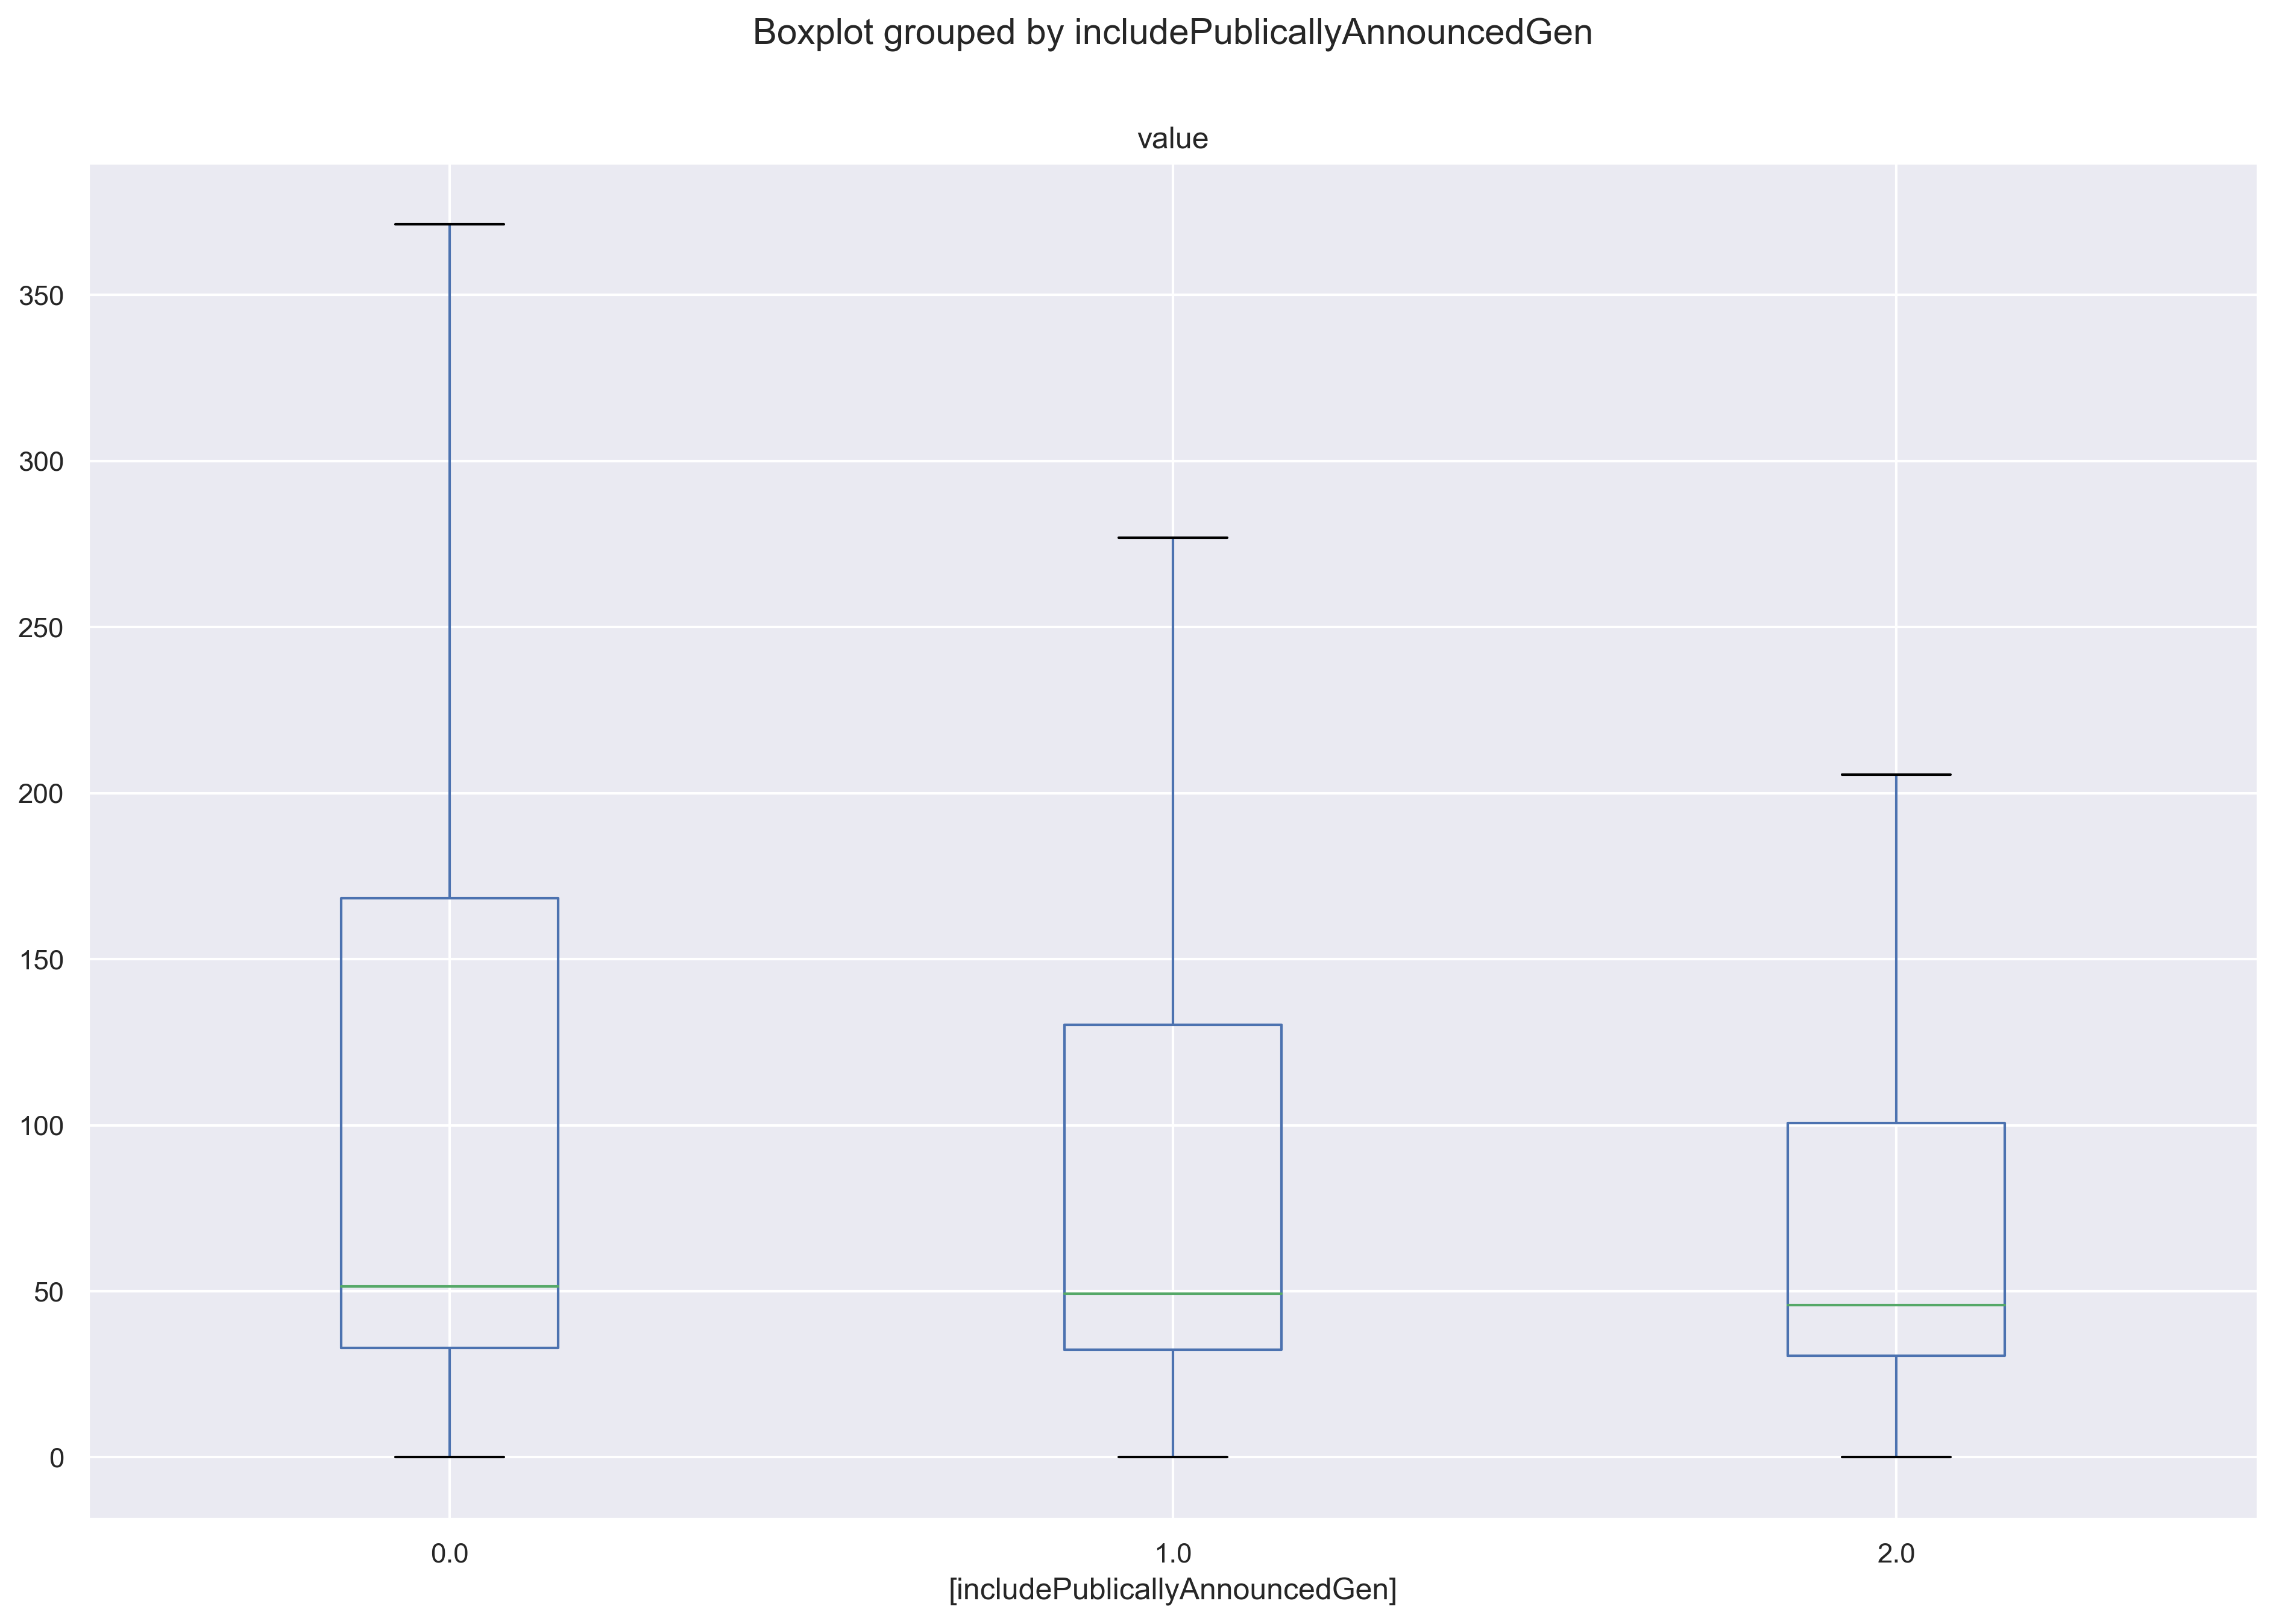 Boxplot grouped by includePublicallyAnnouncedGen
value
350
300
250
200
150
100
50
0
0.0 1.0 2.0
[includePublicallyAnnouncedGen]